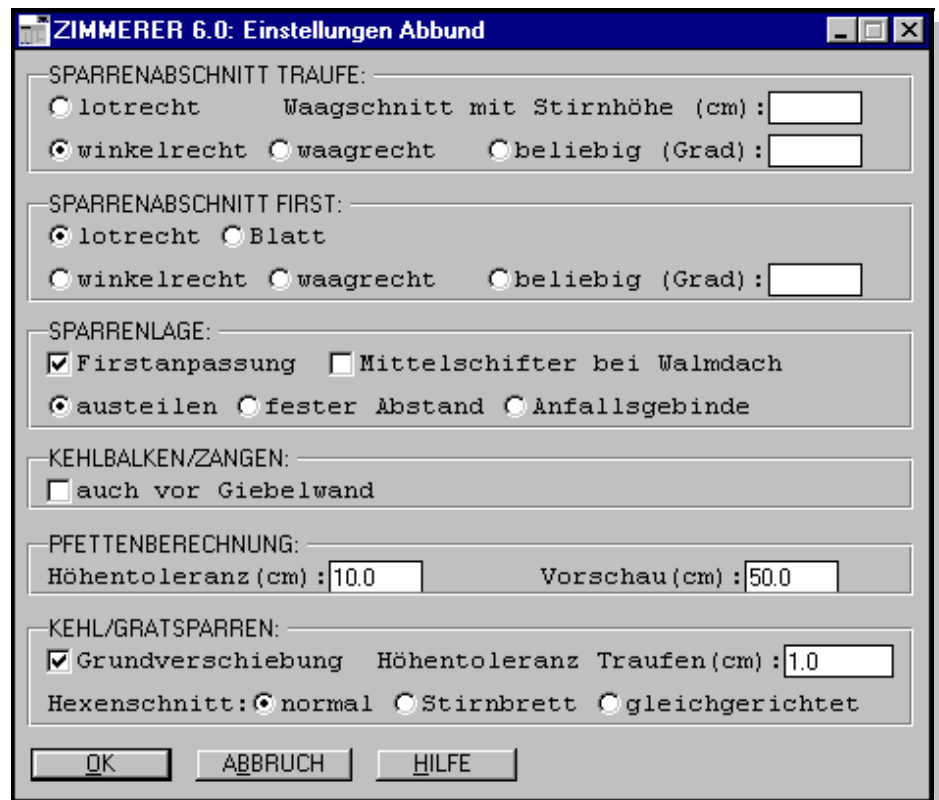 ZIMMERER 6.0: Einstellungen Abbund
SPARRENABSCHNITT TRAUFE:
lotrecht Waagschnitt mit Stirnhöhe (cm):
winkelrecht waagrecht beliebig (Grad):
SPARRENABSCHNITT FIRST:
lotrecht Blatt
winkelrecht waagrecht beliebig (Grad):
SPARRENLAGE:
Firstanpassung Mittelschifter bei Walmdach
austeilen fester Abstand Anfallsgebinde
KEHLBALKEN/ZANGEN:
auch vor Giebelwand
PFETTENBERECHNUNG:
Höhentoleranz(cm):10.0 Vorschau(cm):50.0
KEHL/GRATSPARREN:
Grundverschiebung Höhentoleranz Traufen(cm):1.0
Hexenschnitt: normal Stirnbrett gleichgerichtet
OK ABBRUCH HILFE